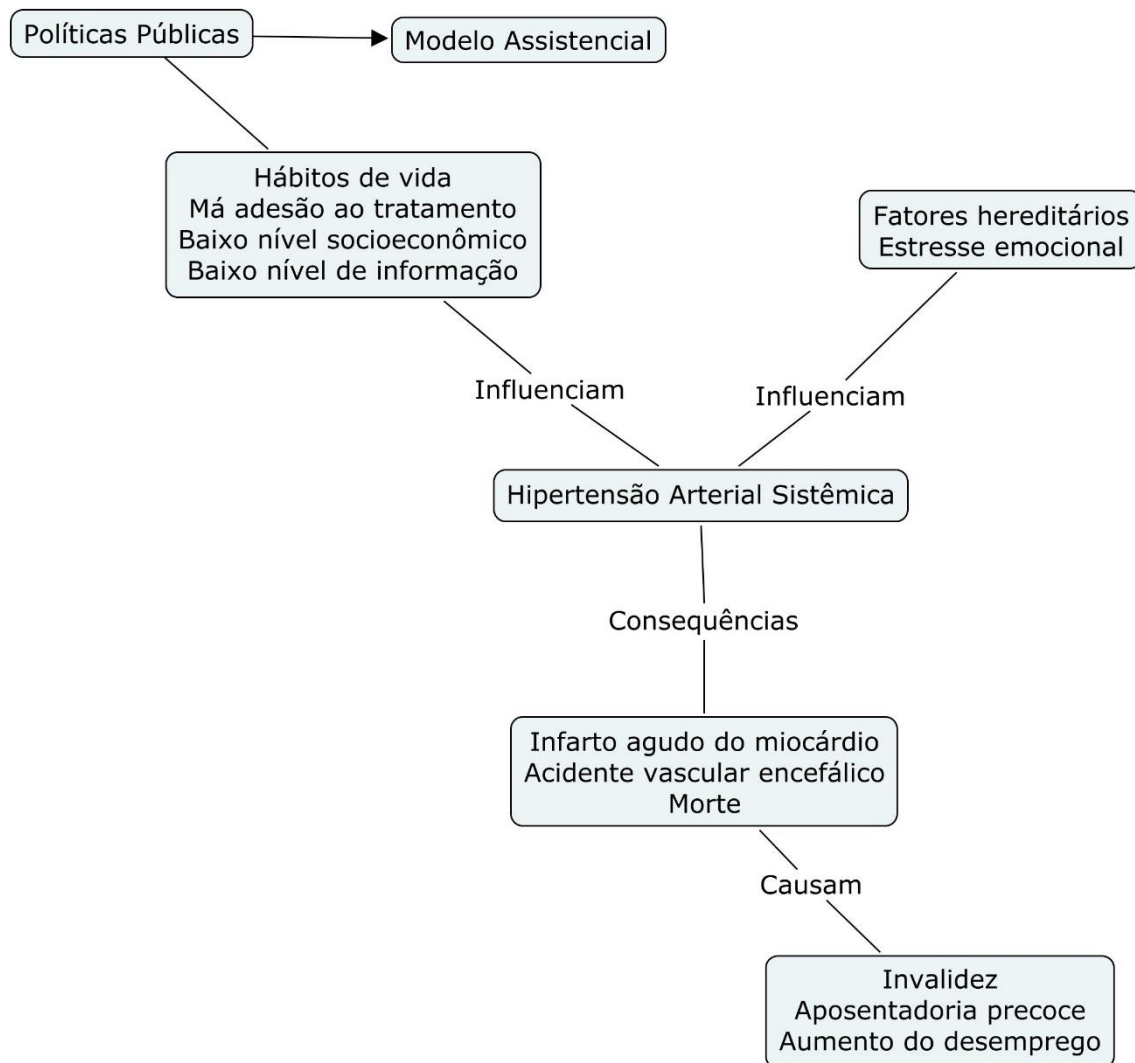 Políticas Públicas
Modelo Assistencial
Hábitos de vida
Má adesão ao tratamento
Baixo nível socioeconômico
Baixo nível de informação
Fatores hereditários
Estresse emocional
Influenciam
Influenciam
Hipertensão Arterial Sistêmica
Consequências
Infarto agudo do miocárdio
Acidente vascular encefálico
Morte
Causam
Invalidez
Aposentadoria precoce
Aumento do desemprego